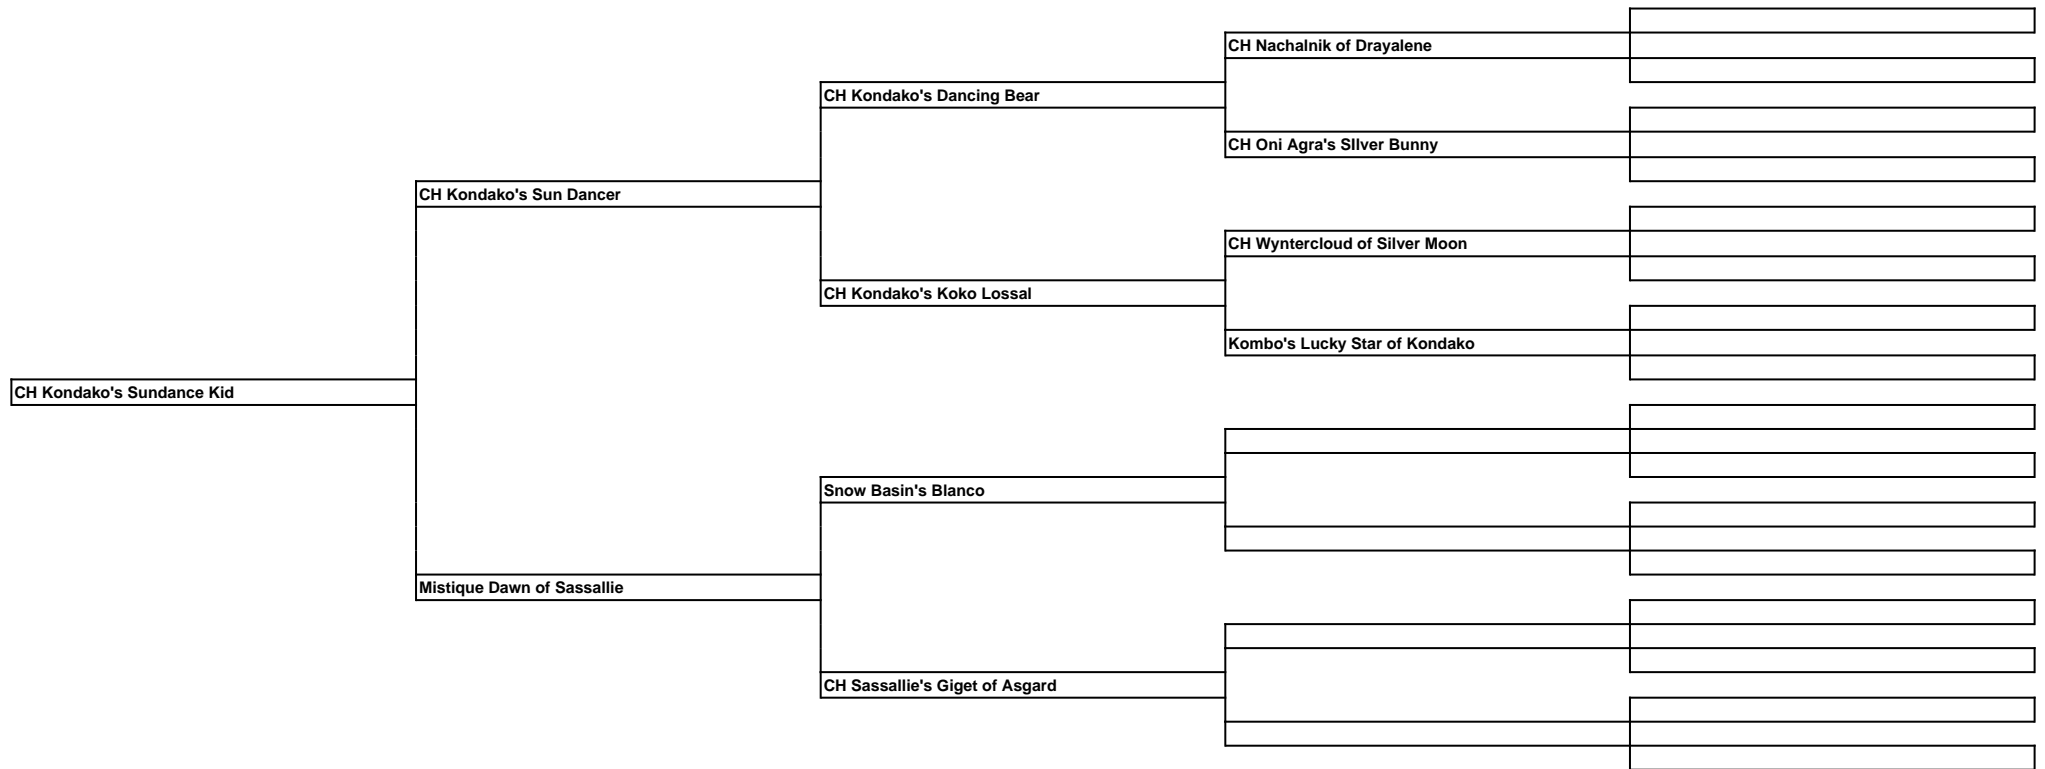 CH Nachalnik of Drayalene
CH Kondako's Dancing Bear
CH Oni Agra's SIlver Bunny
CH Kondako's Sun Dancer
CH Wyntercloud of Silver Moon
CH Kondako's Koko Lossal
Kombo's Lucky Star of Kondako
CH Kondako's Sundance Kid
Snow Basin's Blanco
Mistique Dawn of Sassallie
CH Sassallie's Giget of Asgard